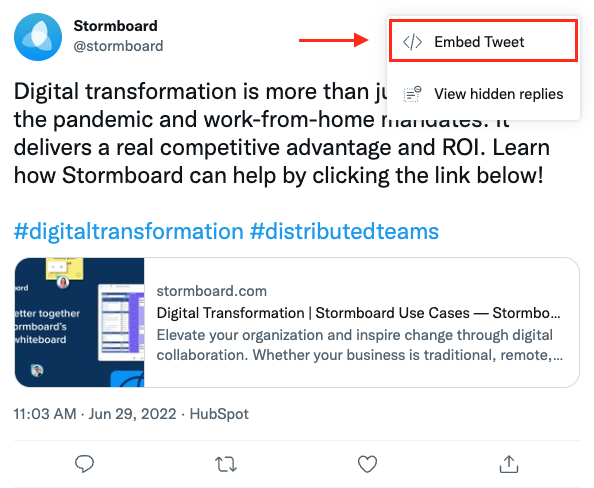 Stormboard
@stormboard
Embed Tweet
View hidden replies
Digital transformation is more than ju
the pandemic and work-from-home mandates. It
delivers a real competitive advantage and ROI. Learn
how Stormboard can help by clicking the link below!
#digitaltransformation #distributedteams
oard
etter together
ormboard's
whiteboard
stormboard.com
Digital Transformation | Stormboard Use Cases — Stormbo...
Elevate your organization and inspire change through digital
collaboration. Whether your business is traditional, remote,...
11:03 AM · Jun 29, 2022 · HubSpot